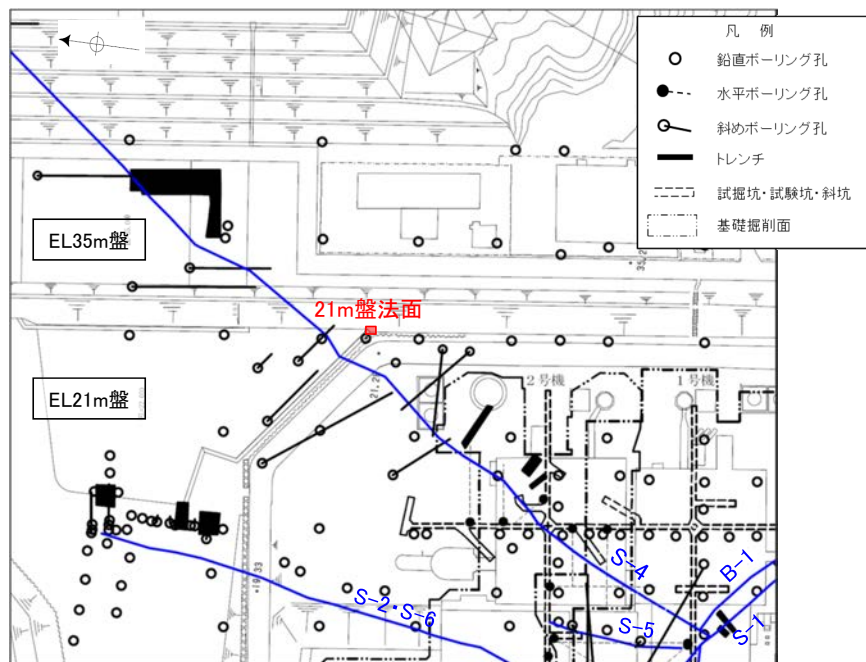 凡 例
鉛直ボーリング孔
水平ボーリング孔
斜めボーリング孔
トレンチ
試掘坑・試験坑・斜坑
基礎掘削面
EL35m盤
21m盤法面
EL21m盤
2号機
1号機
S-4
B-1
S-2・S-6
S-5
S-1